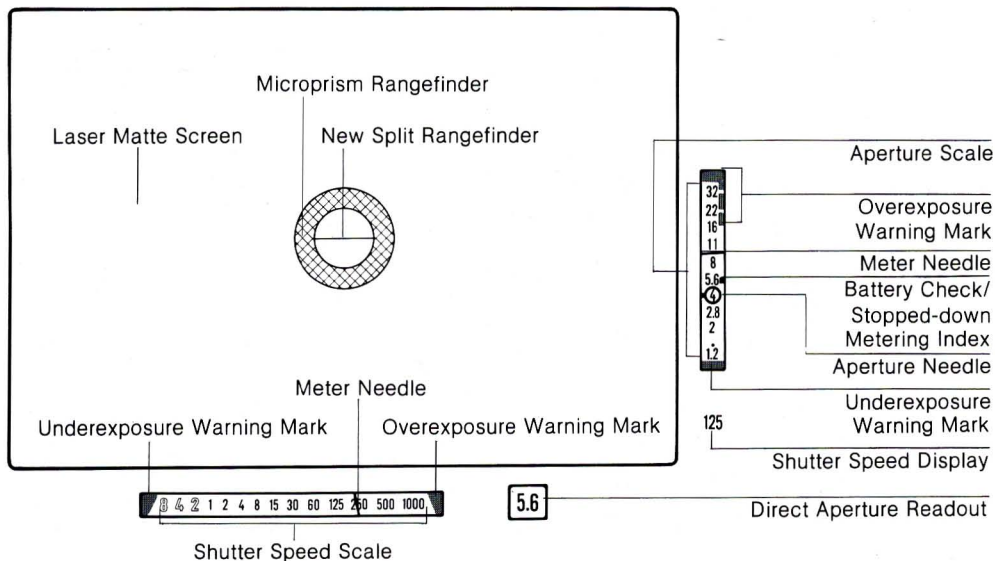 Microprism Rangefinder
Laser Matte Screen
New Split Rangefinder
Aperture Scale
Overexposure
Warning Mark
Meter Needle
Battery Check/
Stopped-down
Metering Index
Aperture Needle
Underexposure
Warning Mark
Shutter Speed Display
Direct Aperture Readout
32
22
16
11
8
5.6
4
2.8
2
1.2
125
Meter Needle
Underexposure Warning Mark
Overexposure Warning Mark
8 4 2 1 2 4 8 15 30 60 125 250 500 1000
5.6
Shutter Speed Scale